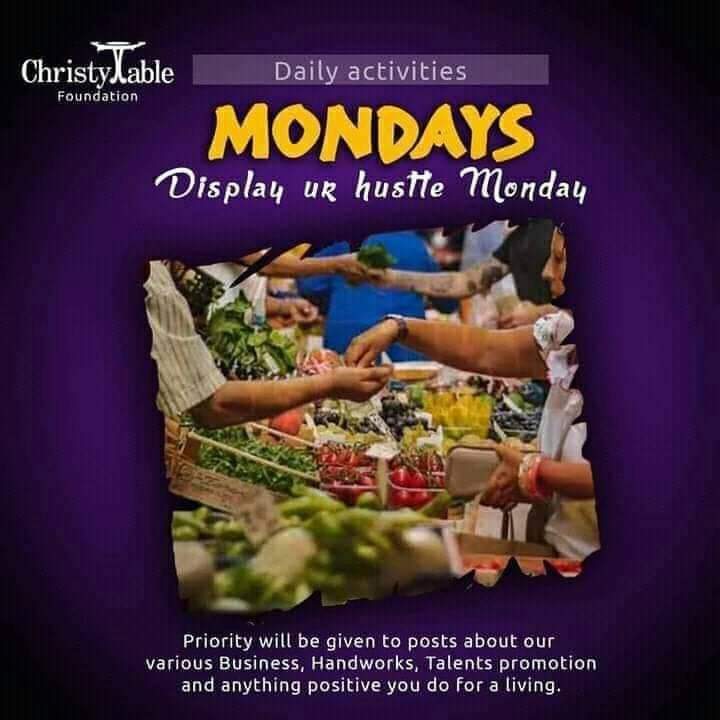 ChristyTable
Foundation
Daily activities
MONDAYS
Display ur hustle Monday
Priority will be given to posts about our
various Business, Handworks, Talents promotion
and anything positive you do for a living.